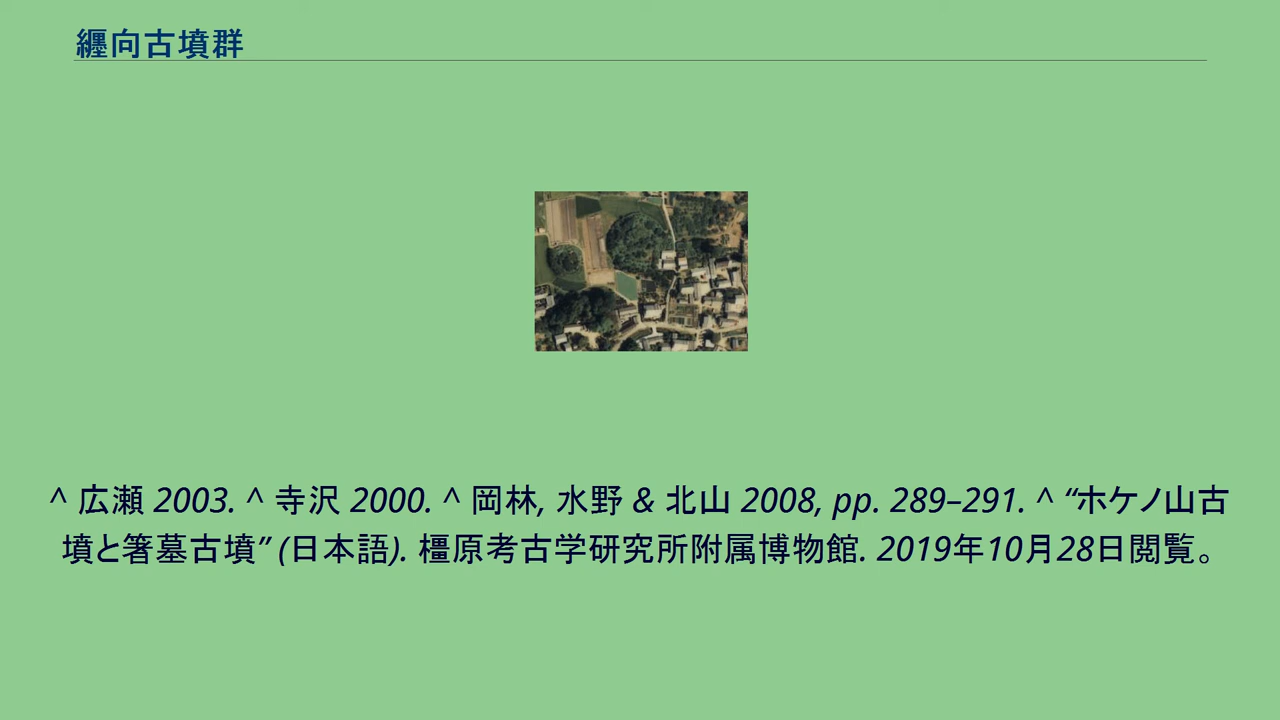 纒向古墳群
^ 広瀬 2003. ^ 寺沢 2000. ^ 岡林, 水野 & 北山 2008, pp. 289–291. ^ “ホケノ山古
墳と箸墓古墳” (日本語). 橿原考古学研究所附属博物館. 2019年10月28日閲覧。